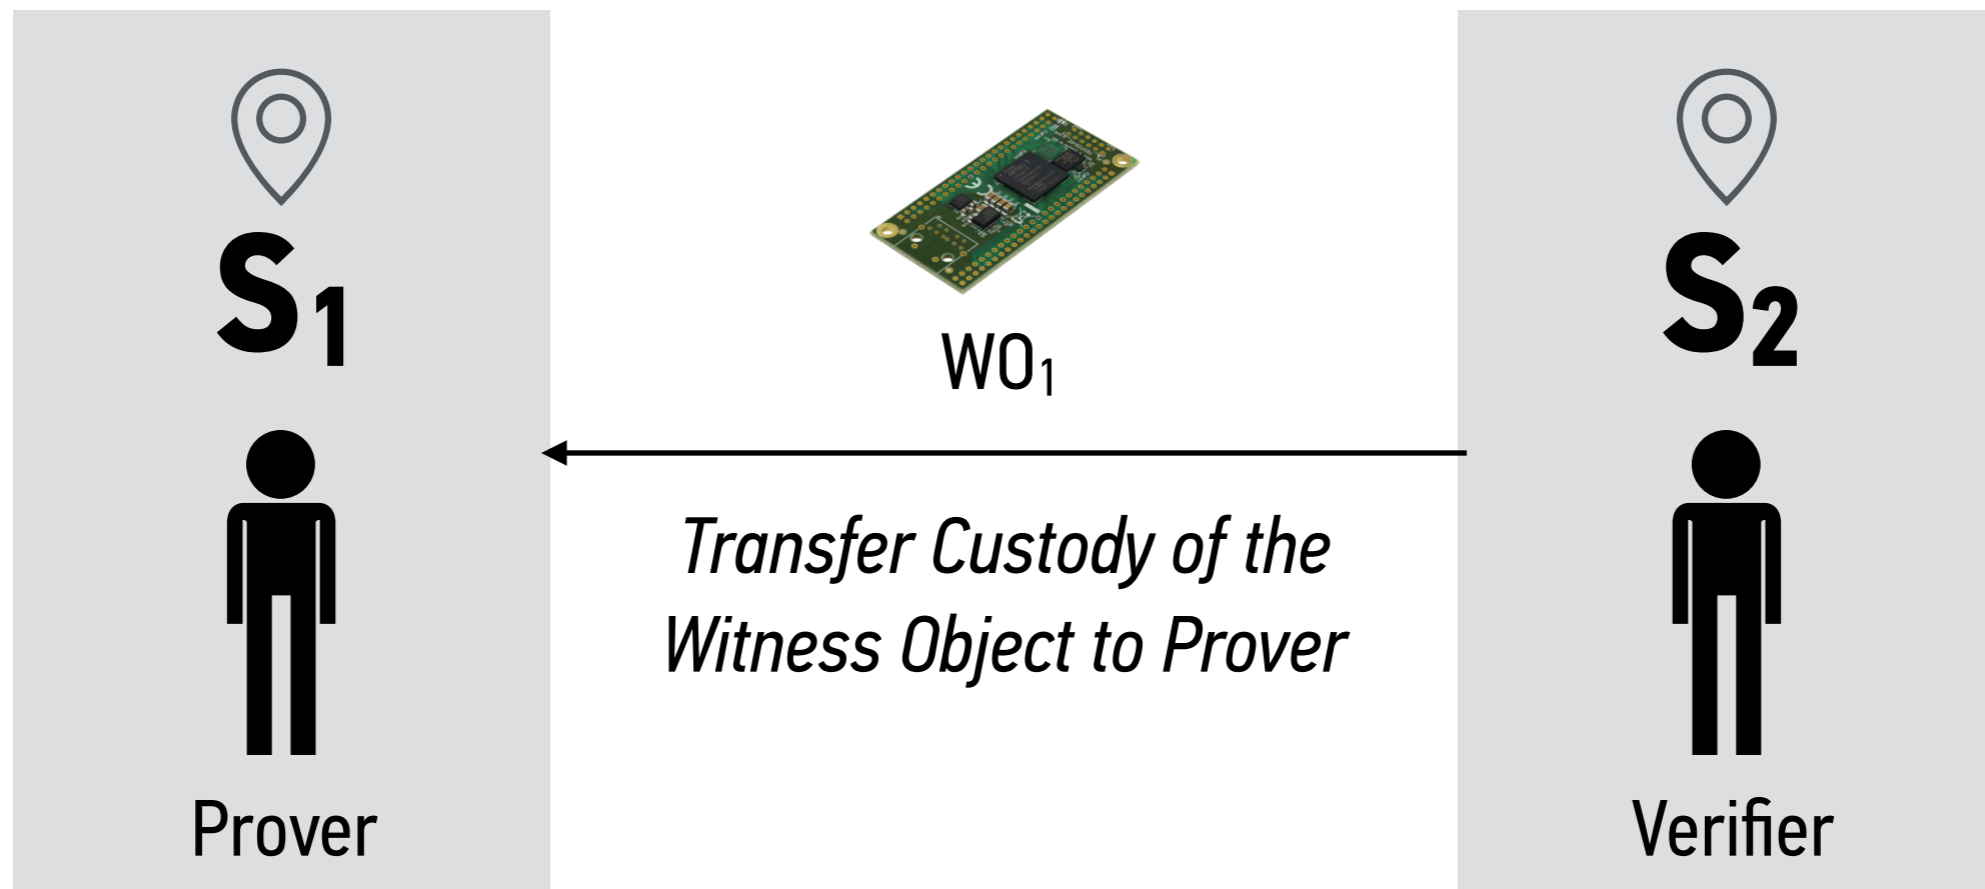 S1
WO1
S2
Transfer Custody of the
Witness Object to Prover
Prover
Verifier